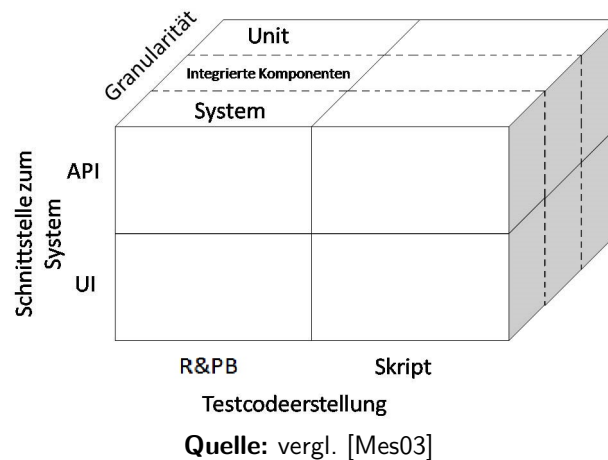 Granularität
Unit
Integrierte Komponenten
System
Schnittstelle zum
System
API
UI
R&PB
Skript
Testcodeerstellung
Quelle: vergl. [Mes03]